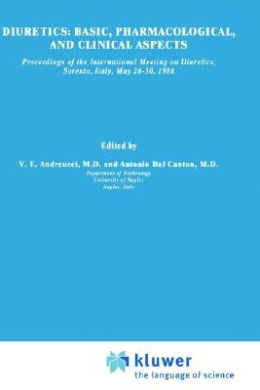 DIURETICS: BASIC, PHARMACOLOGICAL,
AND CLINICAL ASPECTS
Proceedings of the International Meeting on Diuretics,
Sorento, Italy, May 26-30, 1986
Edited by
V. E. Andreucci, M.D. and Antonio Dal Canton, M.D.
Department of Nephrology
University of Naples
Naples, Italy
kluwer
the language of science